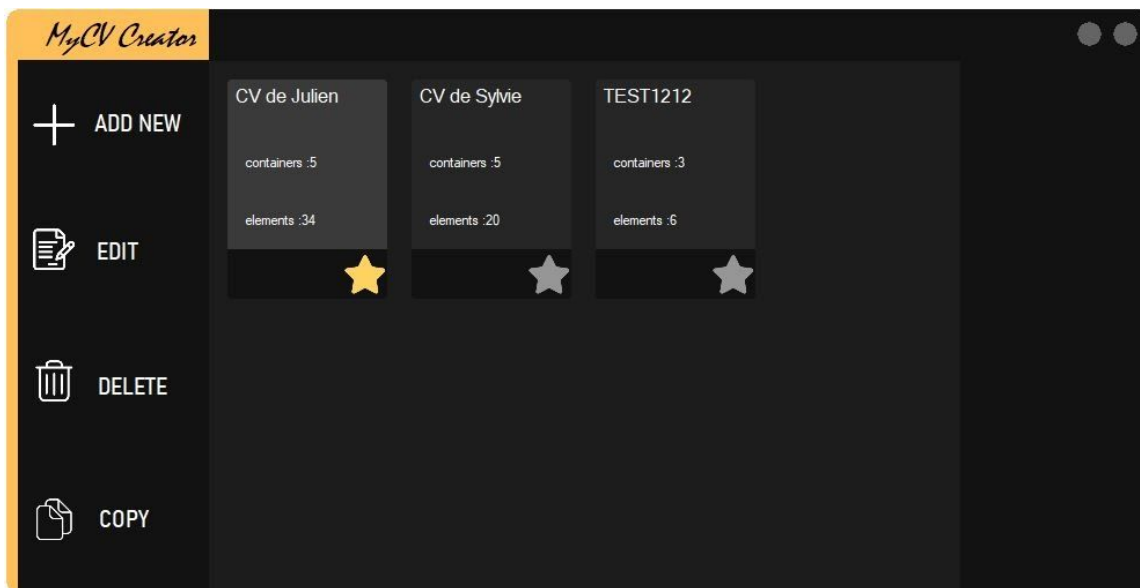 MyCV Creator
ADD NEW
EDIT
DELETE
COPY
CV de Julien
containers :5
elements :34
CV de Sylvie
containers :5
elements :20
TEST1212
containers :3
elements :6